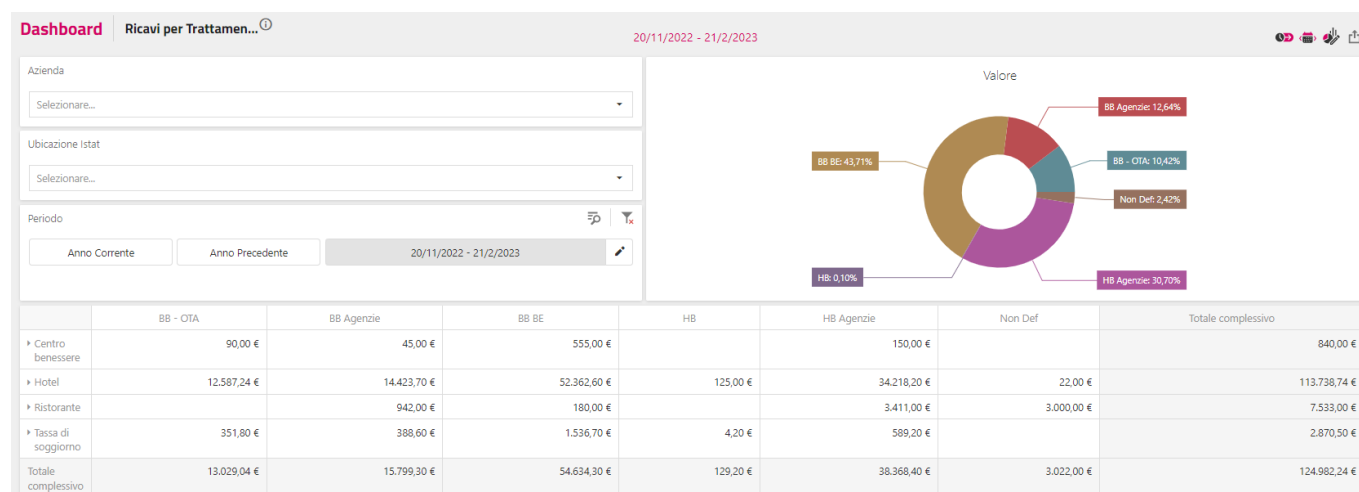 Dashboard Ricavi per Trattamen...
20/11/2022 - 21/2/2023
Azienda
Selezionare...
Ubicazione Istat
Selezionare...
Periodo
Anno Corrente Anno Precedente 20/11/2022 - 21/2/2023
Valore
BB Agenzie: 12,64%
BB BE: 43,71%
BB - OTA: 10,42%
Non Def: 2,42%
HB: 0,10%
HB Agenzie: 30,70%
BB - OTA BB Agenzie BB BE HB HB Agenzie Non Def Totale complessivo
Centro benessere 90,00 € 45,00 € 555,00 € 150,00 € 840,00 €
Hotel 12.587,24 € 14.423,70 € 52.362,60 € 125,00 € 34.218,20 € 22,00 € 113.738,74 €
Ristorante 942,00 € 180,00 € 3.411,00 € 3.000,00 € 7.533,00 €
Tassa di soggiorno 351,80 € 388,60 € 1.536,70 € 4,20 € 589,20 € 2.870,50 €
Totale complessivo 13.029,04 € 15.799,30 € 54.634,30 € 129,20 € 38.368,40 € 3.022,00 € 124.982,24 €